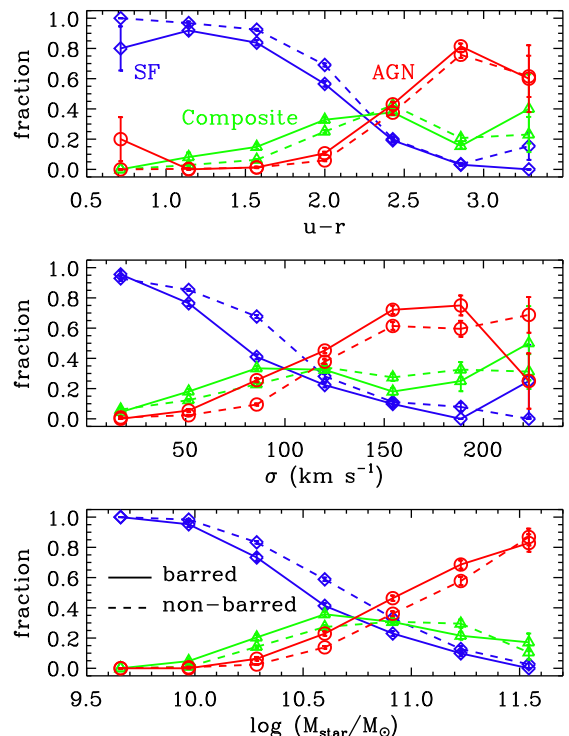 1.0
0.8
0.6
0.4
0.2
0.0
fraction
SF
AGN
Composite
0.5 1.0 1.5 2.0 2.5 3.0
u-r
1.0
0.8
0.6
0.4
0.2
0.0
fraction
50 100 150 200
σ (km s⁻¹)
1.0
0.8
0.6
0.4
0.2
0.0
fraction
barred
non-barred
9.5 10.0 10.5 11.0 11.5
log (M_star/M_⊙)